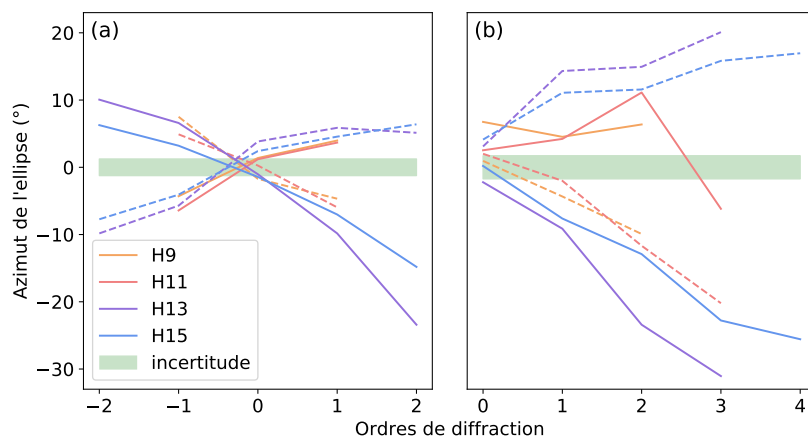 (a)
(b)
Azimut de l'ellipse (°)
20
10
0
−10
−20
−30
H9
H11
H13
H15
incertitude
−2 −1 0 1 2
0 1 2 3 4
Ordres de diffraction